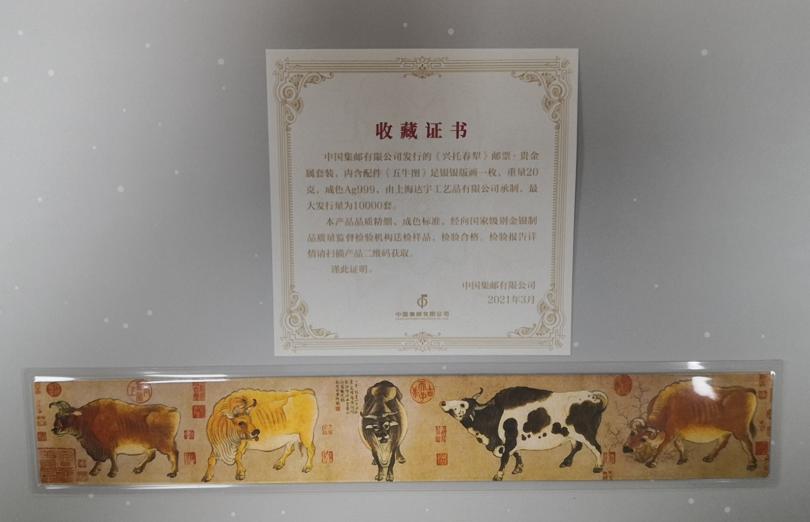 收藏证书
中国集邮有限公司发行的《兴托春犁》邮票·贵金
属套装，内含配件《五牛图》足银银版画一枚，重量20
克，成色Ag999，由上海达宇工艺品有限公司承制，最
大发行量为10000套。
本产品品质精细、成色标准，经向国家级别金银制
品质量监督检验机构送检样品，检验合格。检验报告详
情请扫描产品二维码获取。
谨此证明。
中国集邮有限公司
2021年3月
中国集邮有限公司